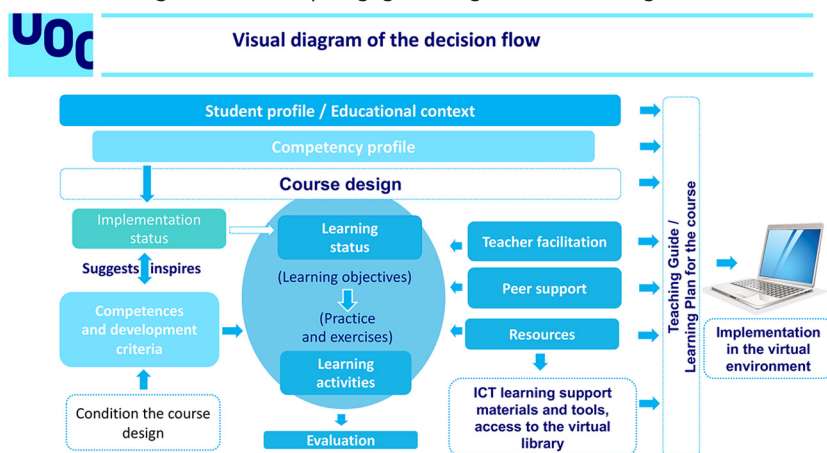 UOC
Visual diagram of the decision flow
Student profile / Educational context
Competency profile
Course design
Implementation
status
Learning
status
Teacher facilitation
Suggests inspires
(Learning objectives)
Peer support
Competences
and development
criteria
(Practice
and exercises)
Resources
Learning
activities
Condition the course
design
ICT learning support
materials and tools,
access to the virtual
library
Evaluation
Teaching Guide /
Learning Plan for the course
Implementation
in the virtual
environment